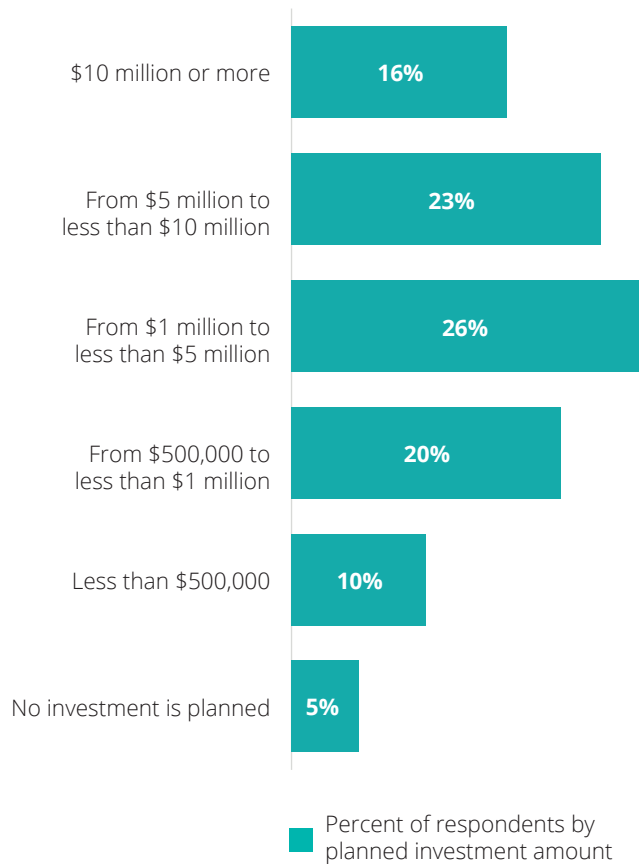 $10 million or more
16%
From $5 million to
less than $10 million
23%
From $1 million to
less than $5 million
26%
From $500,000 to
less than $1 million
20%
Less than $500,000
10%
No investment is planned
5%
Percent of respondents by
planned investment amount